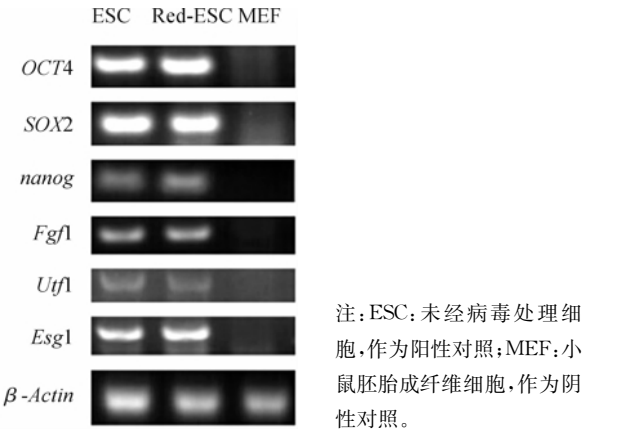 ESC Red-ESC MEF
OCT4
SOX2
nanog
Fgf1
Utf1
Esg1
β-Actin
注:ESC:未经病毒处理细
胞,作为阳性对照;MEF:小
鼠胚胎成纤维细胞,作为阴
性对照。